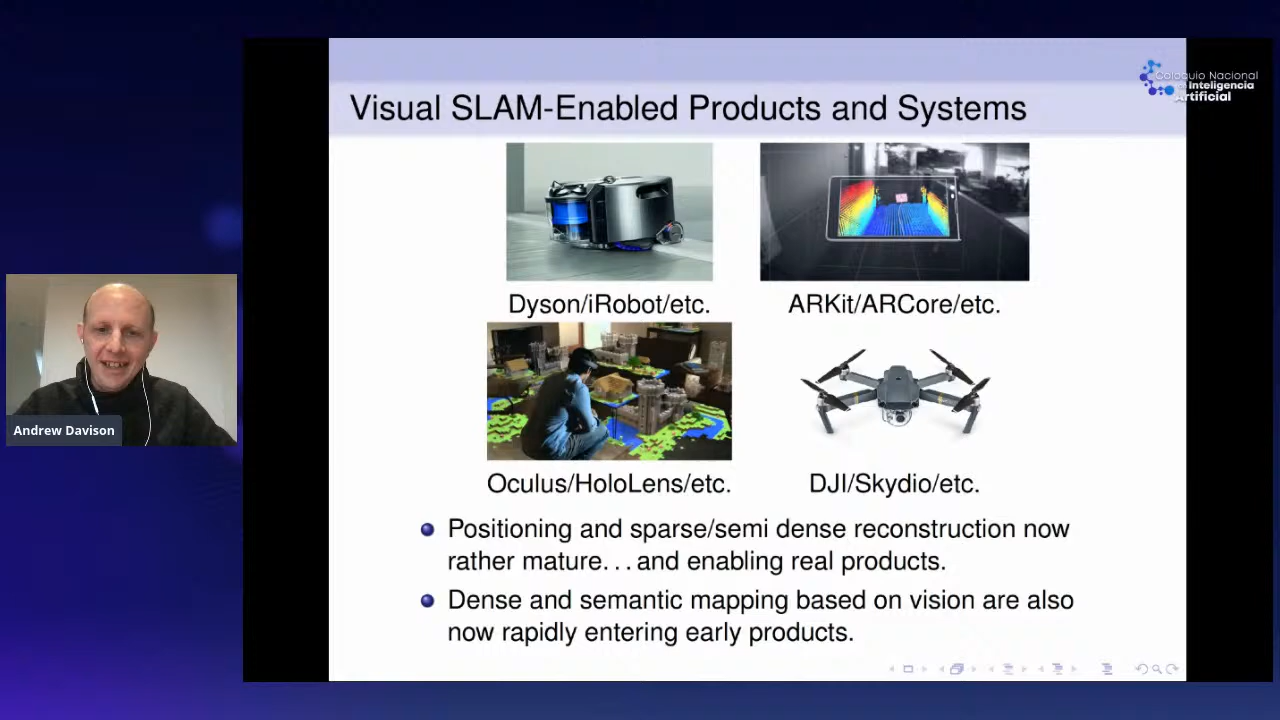 Coloquio Nacional
de Inteligencia
Artificial
Visual SLAM-Enabled Products and Systems
Dyson/iRobot/etc.
ARKit/ARCore/etc.
Oculus/HoloLens/etc.
DJI/Skydio/etc.
Andrew Davison
Positioning and sparse/semi dense reconstruction now
rather mature. . . and enabling real products.
Dense and semantic mapping based on vision are also
now rapidly entering early products.